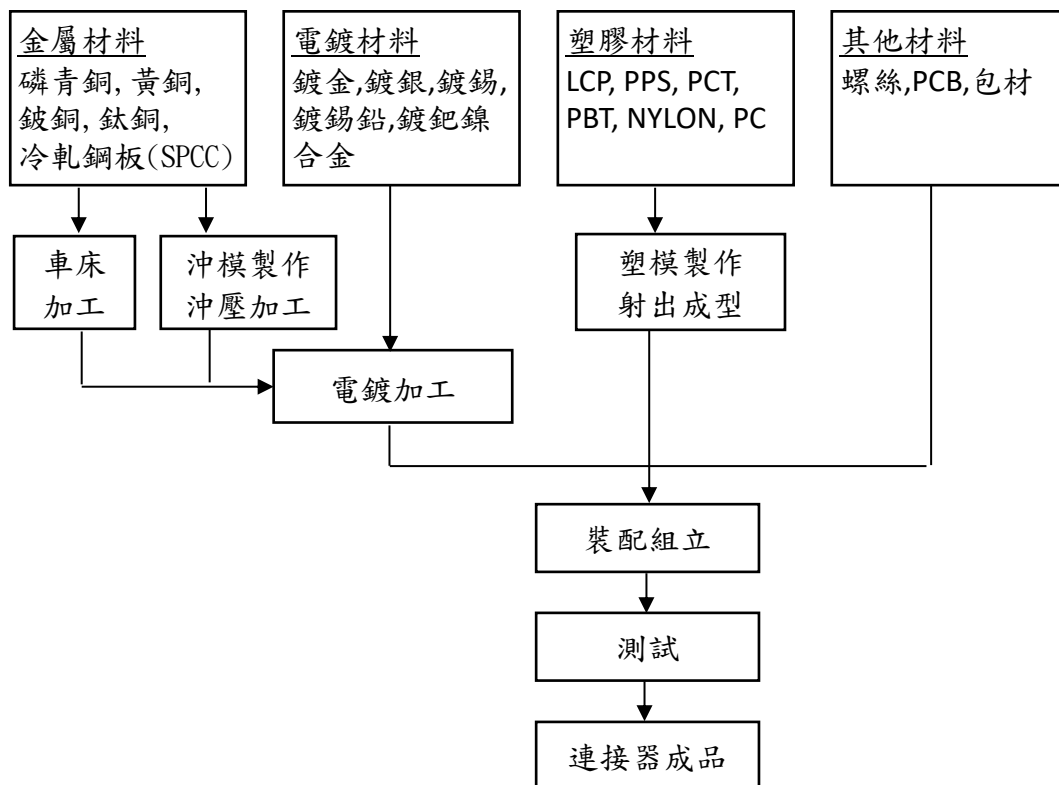 金屬材料
磷青銅, 黃銅,
鈹銅, 鈦銅,
冷軋鋼板(SPCC)
電鍍材料
鍍金,鍍銀,鍍錫,
鍍錫鉛,鍍鈀鎳
合金
塑膠材料
LCP, PPS, PCT,
PBT, NYLON, PC
其他材料
螺絲,PCB,包材
車床
加工
沖模製作
沖壓加工
塑模製作
射出成型
電鍍加工
裝配組立
測試
連接器成品